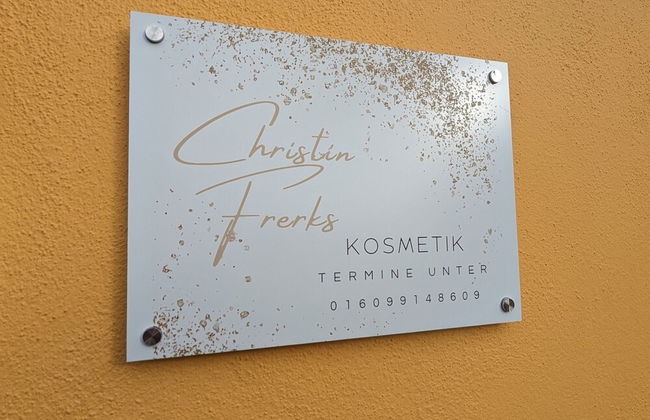 Christin
Frerks
KOSMETIK
TERMINE UNTER
016099148609